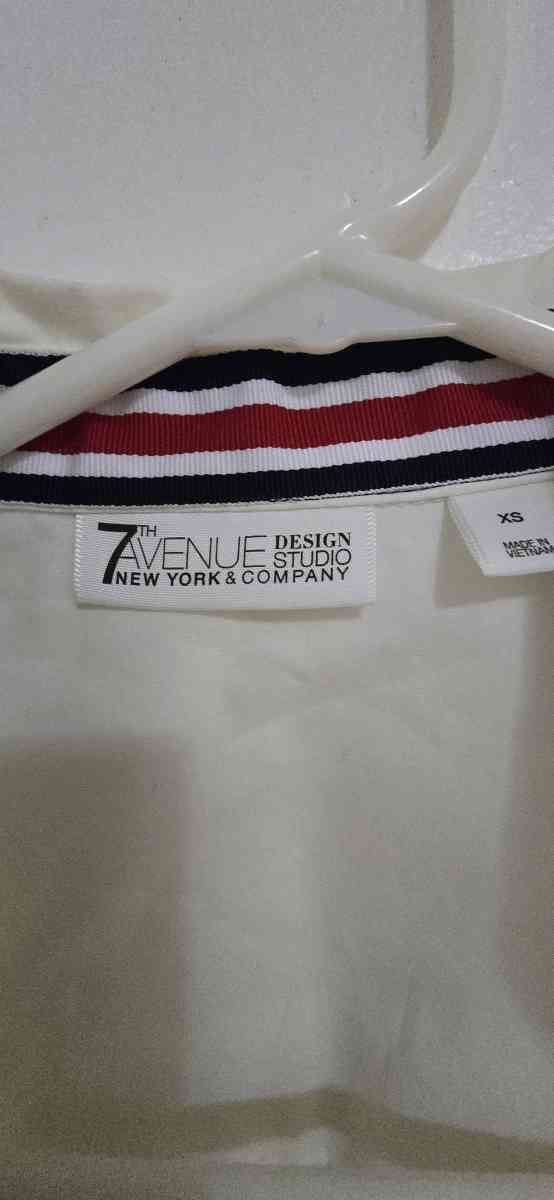 7TH AVENUE DESIGN STUDIO
NEW YORK & COMPANY
XS
MADE IN
VIETNAM